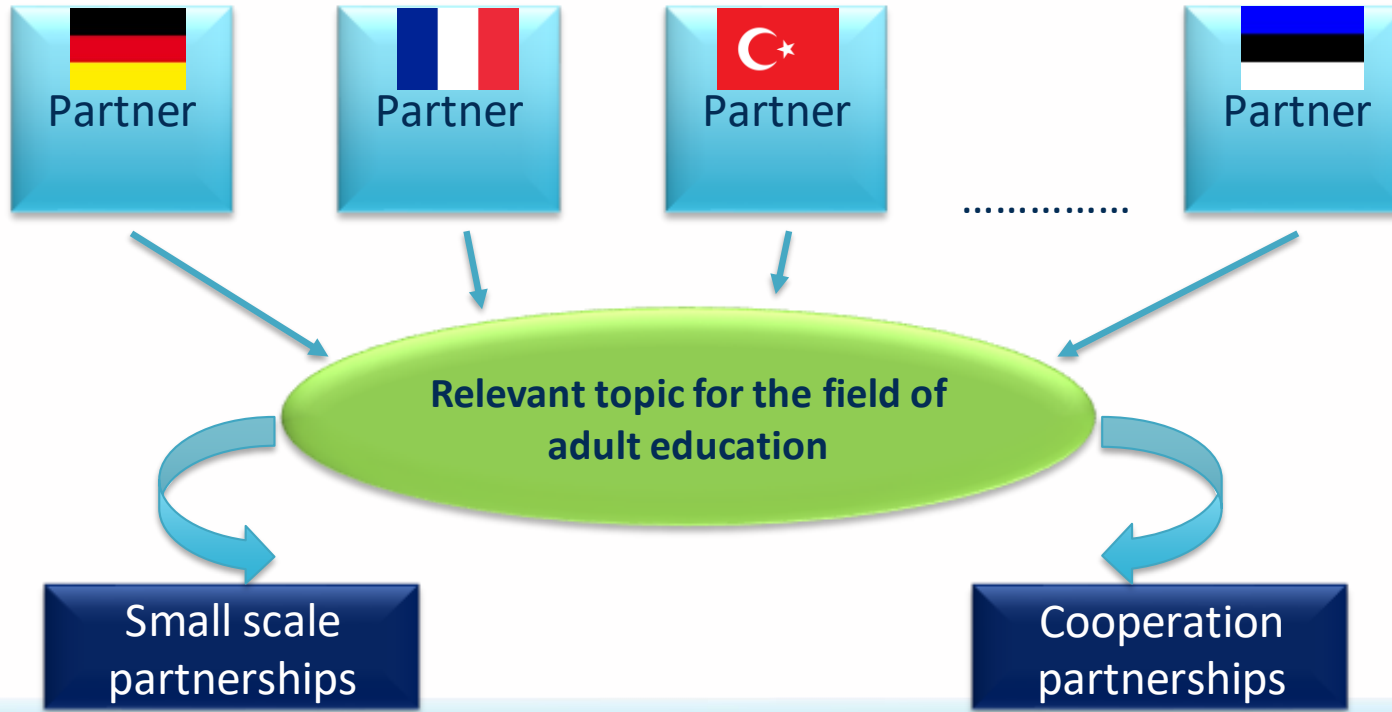 Partner
Partner
Partner
……………
Partner
Relevant topic for the field of
adult education
Small scale
partnerships
Cooperation
partnerships